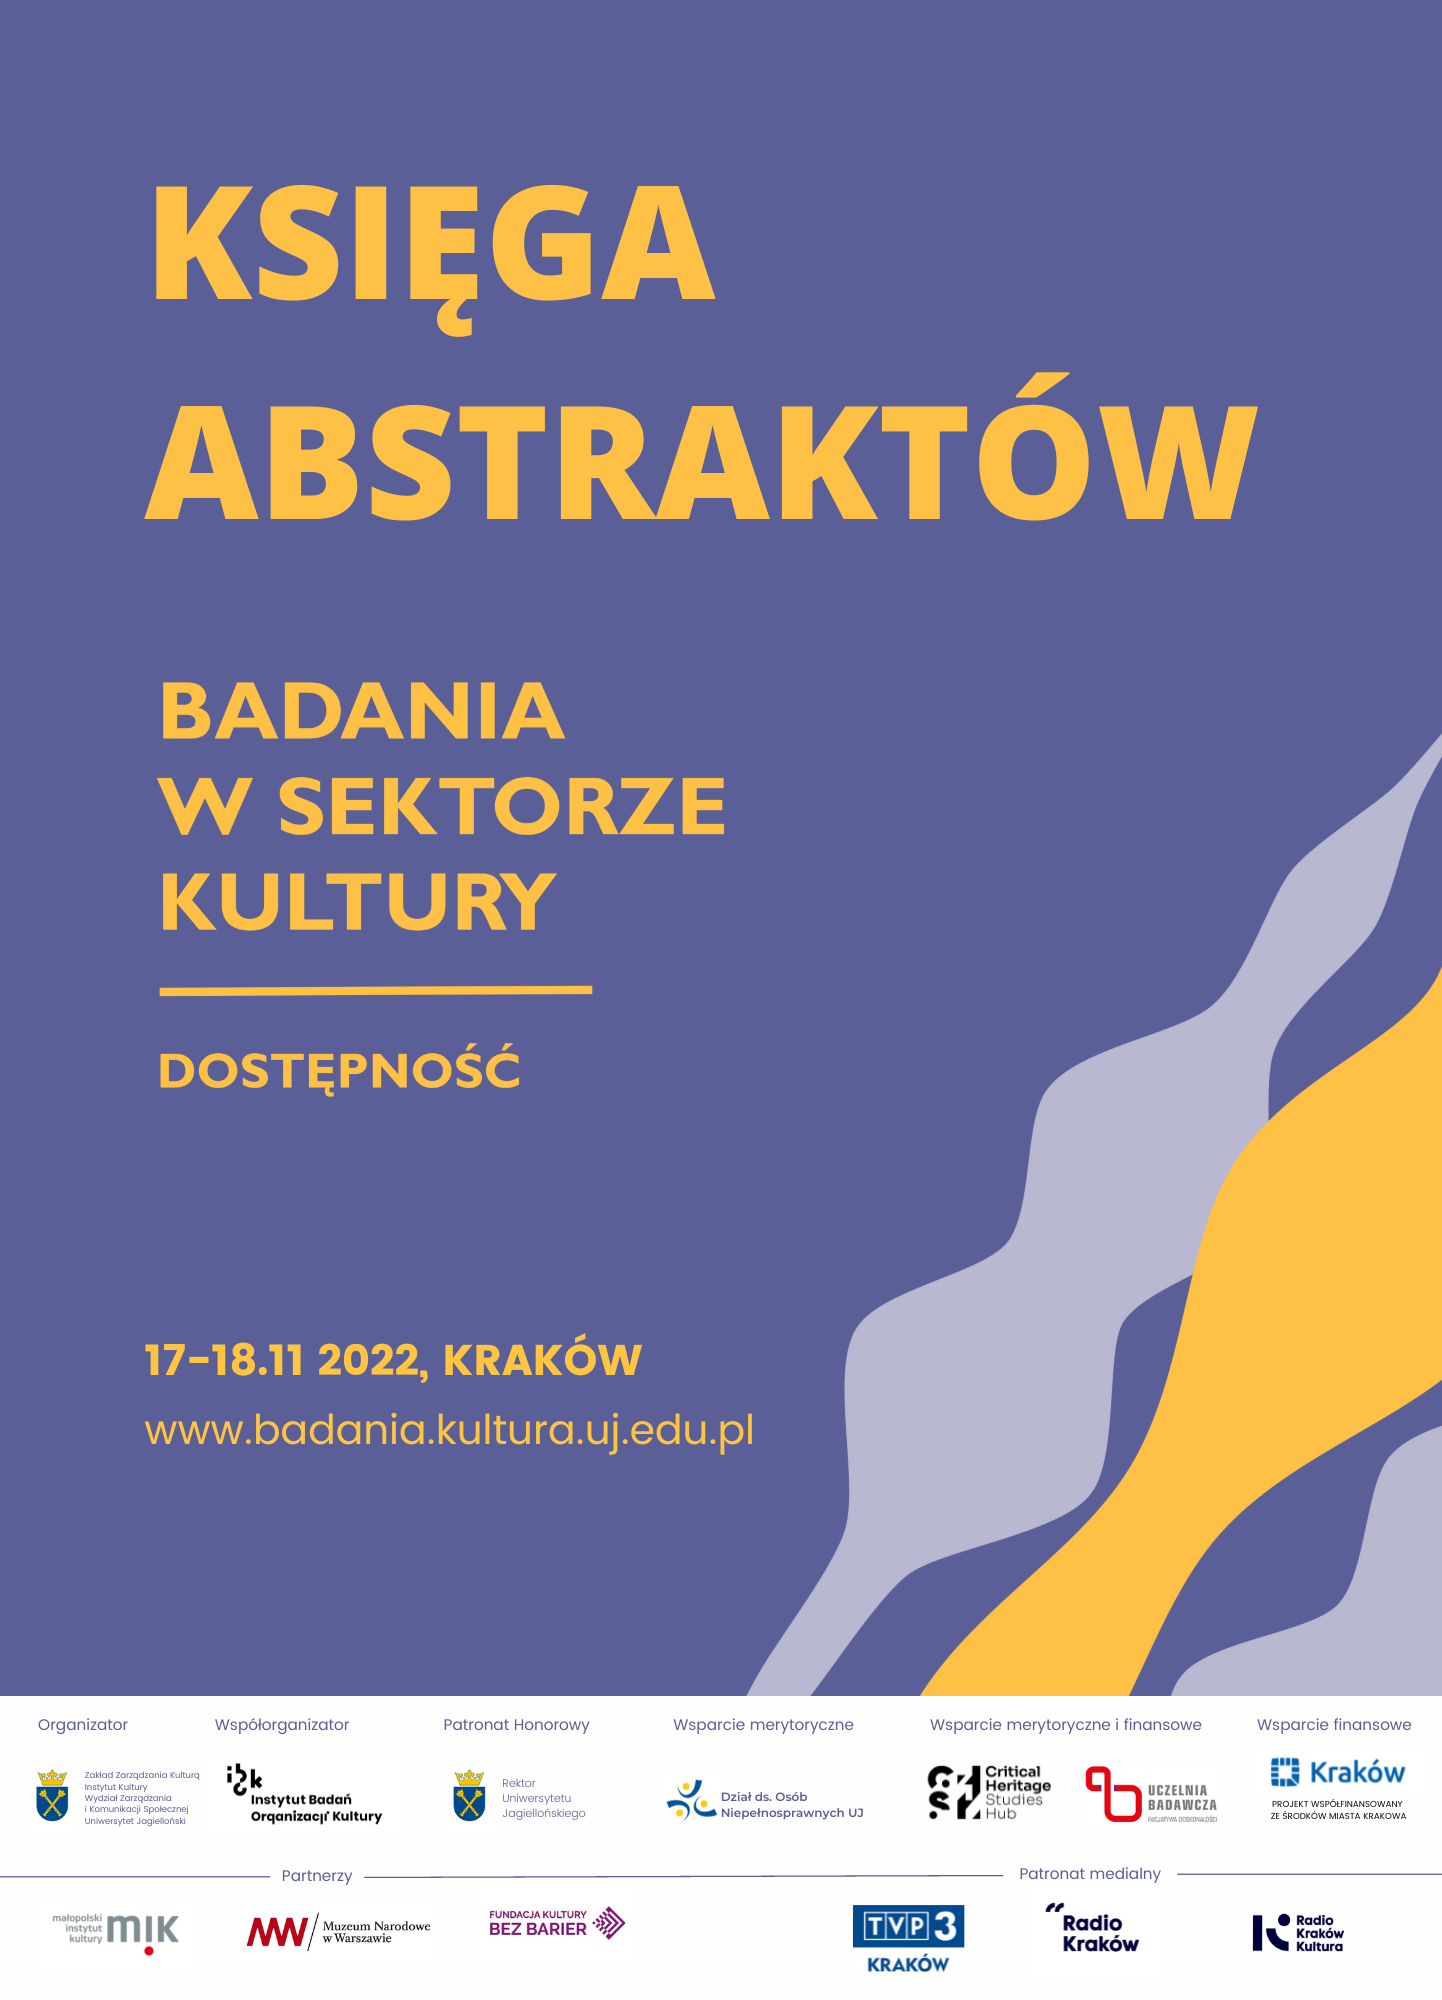 KSIĘGA
ABSTRAKTÓW
BADANIA
W SEKTORZE
KULTURY
DOSTĘPNOŚĆ
17-18.11 2022, KRAKÓW
www.badania.kultura.uj.edu.pl
Organizator
Zakład Zarządzania Kulturą
Instytut Kultury
Wydział Zarządzania
i Komunikacji Społecznej
Uniwersytet Jagielloński
Współorganizator
Instytut Badań
Organizacji Kultury
Patronat Honorowy
Rektor
Uniwersytetu
Jagiellońskiego
Wsparcie merytoryczne
Dział ds. Osób
Niepełnosprawnych UJ
Wsparcie merytoryczne i finansowe
Critical
Heritage
Studies
Hub
UCZELNIA
BADAWCZA
INICJATYWA DOSKONAŁOŚCI
Wsparcie finansowe
Kraków
PROJEKT WSPÓŁFINANSOWANY
ZE ŚRODKÓW MIASTA KRAKOWA
Partnerzy
małopolski
instytut
kultury
mik
Muzeum Narodowe
w Warszawie
FUNDACJA KULTURY
BEZ BARIER
Patronat medialny
TVP 3
KRAKÓW
Radio
Kraków
Radio
Kraków
Kultura